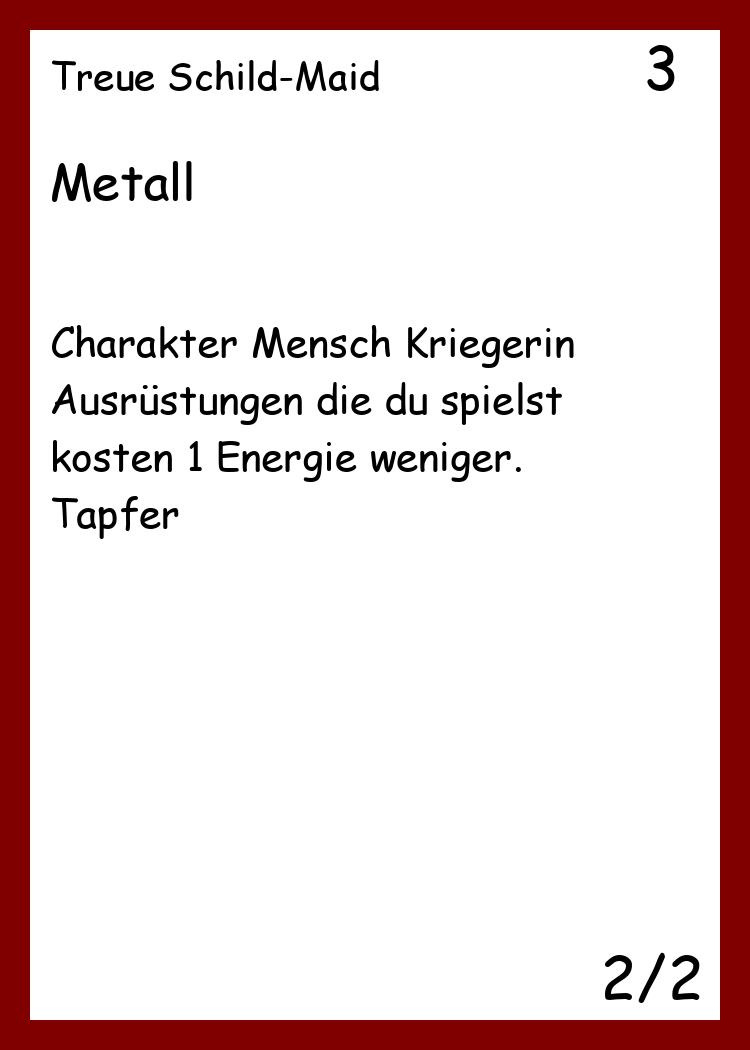 Treue Schild-Maid 3
Metall
Charakter Mensch Kriegerin
Ausrüstungen die du spielst
kosten 1 Energie weniger.
Tapfer
2/2